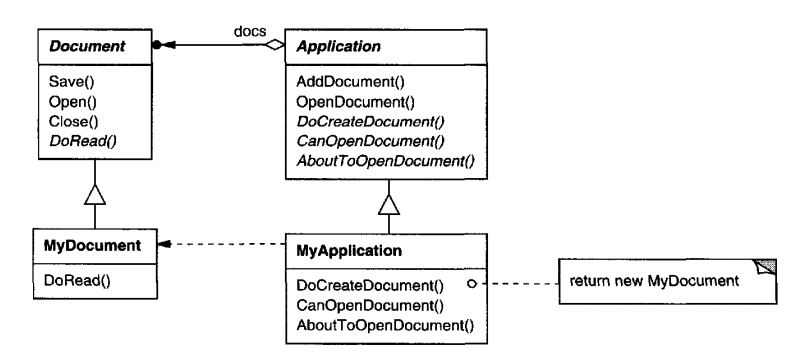 docs
Document
Save()
Open()
Close()
DoRead()
Application
AddDocument()
OpenDocument()
DoCreateDocument()
CanOpenDocument()
AboutToOpenDocument()
MyDocument
DoRead()
MyApplication
DoCreateDocument()
CanOpenDocument()
AboutToOpenDocument()
return new MyDocument